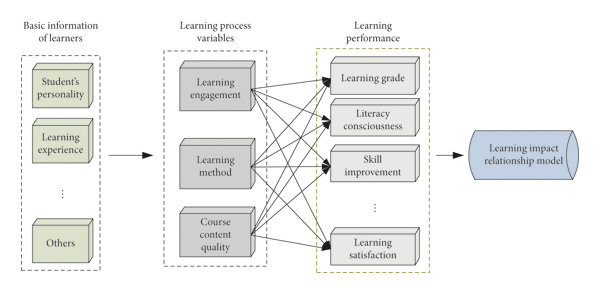 Basic information
of learners
Student's
personality
Learning
experience
⋮
Others
Learning process
variables
Learning
engagement
Learning
method
Course
content
quality
Learning
performance
Learning grade
Literacy
consciousness
Skill
improvement
⋮
Learning
satisfaction
Learning impact
relationship model